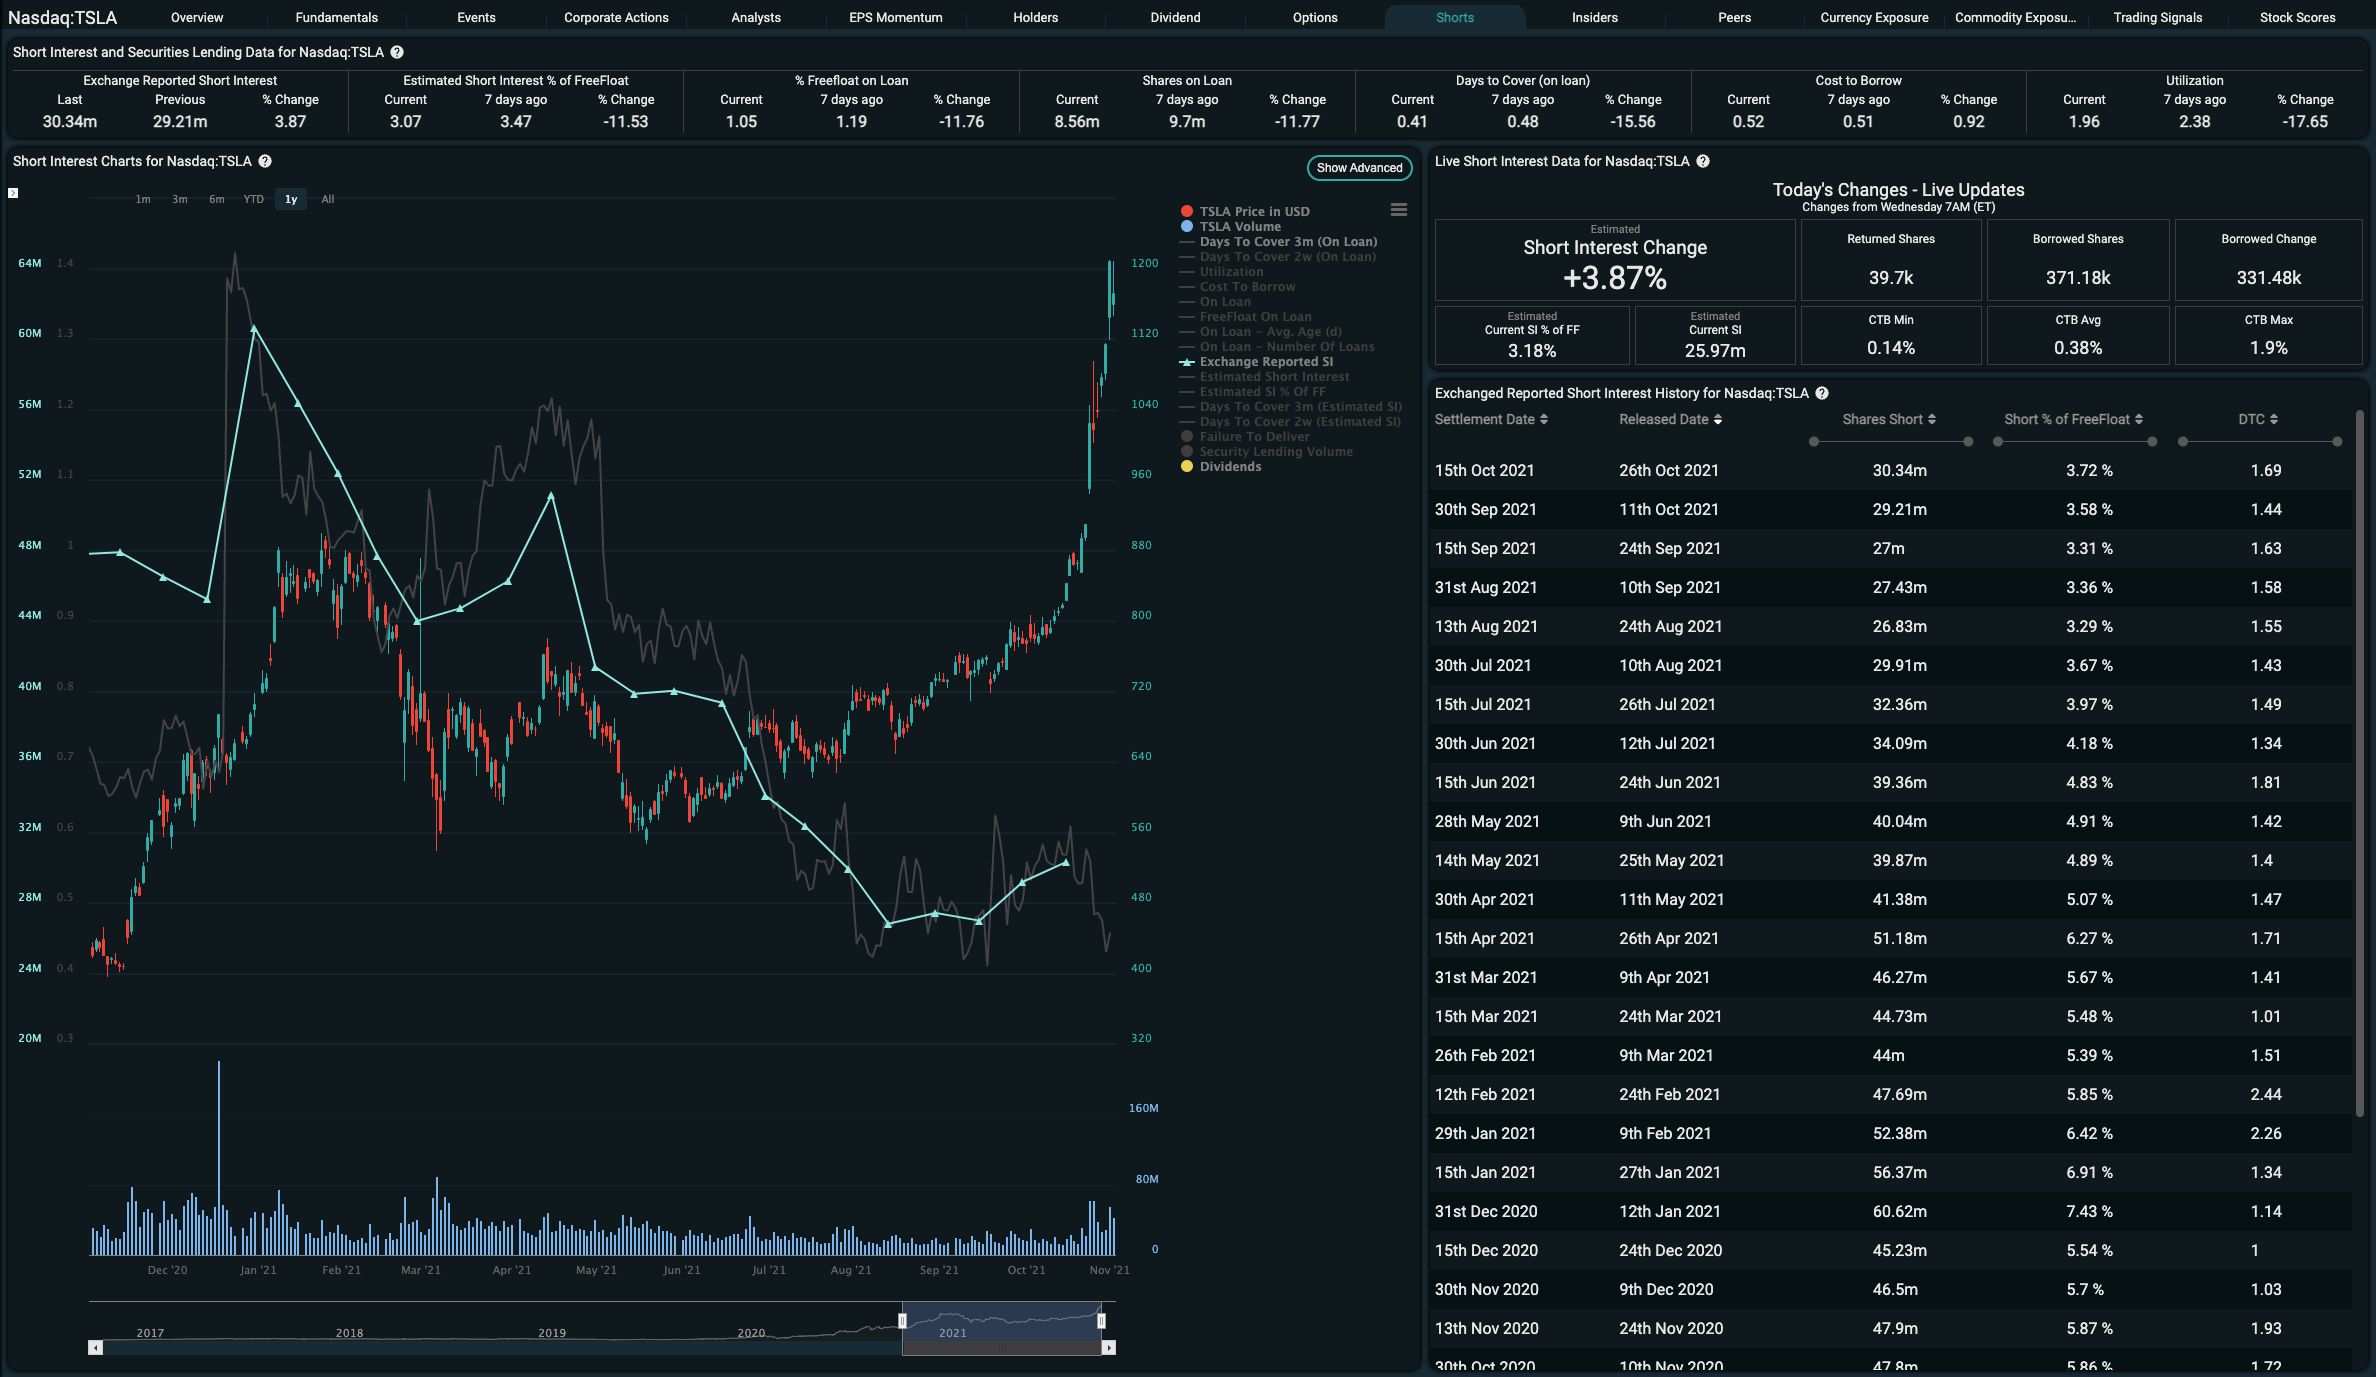 Nasdaq:TSLA Overview Fundamentals Events Corporate Actions Analysts EPS Momentum Holders Dividend Options Shorts Insiders Peers Currency Exposure Commodity Exposu... Trading Signals Stock Scores
Short Interest and Securities Lending Data for Nasdaq:TSLA ?
Exchange Reported Short Interest Estimated Short Interest % of FreeFloat % Freefloat on Loan Shares on Loan Days to Cover (on loan) Cost to Borrow Utilization
Last Previous % Change Current 7 days ago % Change Current 7 days ago % Change Current 7 days ago % Change Current 7 days ago % Change Current 7 days ago % Change Current 7 days ago % Change
30.34m 29.21m 3.87 3.07 3.47 -11.53 1.05 1.19 -11.76 8.56m 9.7m -11.77 0.41 0.48 -15.56 0.52 0.51 0.92 1.96 2.38 -17.65
Short Interest Charts for Nasdaq:TSLA ?
Show Advanced
1m 3m 6m YTD 1y All
TSLA Price in USD
TSLA Volume
Days To Cover 3m (On Loan)
Days To Cover 2w (On Loan)
Utilization
Cost To Borrow
On Loan
FreeFloat On Loan
On Loan - Avg. Age (d)
On Loan - Number Of Loans
Exchange Reported SI
Estimated Short Interest
Estimated SI % Of FF
Days To Cover 3m (Estimated SI)
Days To Cover 2w (Estimated SI)
Failure To Deliver
Security Lending Volume
Dividends
64M 1.4 1200
60M 1.3 1120
56M 1.2 1040
52M 1.1 960
48M 1 880
44M 0.9 800
40M 0.8 720
36M 0.7 640
32M 0.6 560
28M 0.5 480
24M 0.4 400
20M 0.3 320
160M
80M
0
Dec '20 Jan '21 Feb '21 Mar '21 Apr '21 May '21 Jun '21 Jul '21 Aug '21 Sep '21 Oct '21 Nov '21
2017 2018 2019 2020 2021
Live Short Interest Data for Nasdaq:TSLA ?
Today's Changes - Live Updates
Changes from Wednesday 7AM (ET)
Estimated
Short Interest Change
+3.87%
Returned Shares
39.7k
Borrowed Shares
371.18k
Borrowed Change
331.48k
Estimated
Current SI % of FF
3.18%
Estimated
Current SI
25.97m
CTB Min
0.14%
CTB Avg
0.38%
CTB Max
1.9%
Exchanged Reported Short Interest History for Nasdaq:TSLA ?
Settlement Date Released Date Shares Short Short % of FreeFloat DTC
15th Oct 2021 26th Oct 2021 30.34m 3.72 % 1.69
30th Sep 2021 11th Oct 2021 29.21m 3.58 % 1.44
15th Sep 2021 24th Sep 2021 27m 3.31 % 1.63
31st Aug 2021 10th Sep 2021 27.43m 3.36 % 1.58
13th Aug 2021 24th Aug 2021 26.83m 3.29 % 1.55
30th Jul 2021 10th Aug 2021 29.91m 3.67 % 1.43
15th Jul 2021 26th Jul 2021 32.36m 3.97 % 1.49
30th Jun 2021 12th Jul 2021 34.09m 4.18 % 1.34
15th Jun 2021 24th Jun 2021 39.36m 4.83 % 1.81
28th May 2021 9th Jun 2021 40.04m 4.91 % 1.42
14th May 2021 25th May 2021 39.87m 4.89 % 1.4
30th Apr 2021 11th May 2021 41.38m 5.07 % 1.47
15th Apr 2021 26th Apr 2021 51.18m 6.27 % 1.71
31st Mar 2021 9th Apr 2021 46.27m 5.67 % 1.41
15th Mar 2021 24th Mar 2021 44.73m 5.48 % 1.01
26th Feb 2021 9th Mar 2021 44m 5.39 % 1.51
12th Feb 2021 24th Feb 2021 47.69m 5.85 % 2.44
29th Jan 2021 9th Feb 2021 52.38m 6.42 % 2.26
15th Jan 2021 27th Jan 2021 56.37m 6.91 % 1.34
31st Dec 2020 12th Jan 2021 60.62m 7.43 % 1.14
15th Dec 2020 24th Dec 2020 45.23m 5.54 % 1
30th Nov 2020 9th Dec 2020 46.5m 5.7 % 1.03
13th Nov 2020 24th Nov 2020 47.9m 5.87 % 1.93
30th Oct 2020 10th Nov 2020 47.8m 5.86 % 1.72